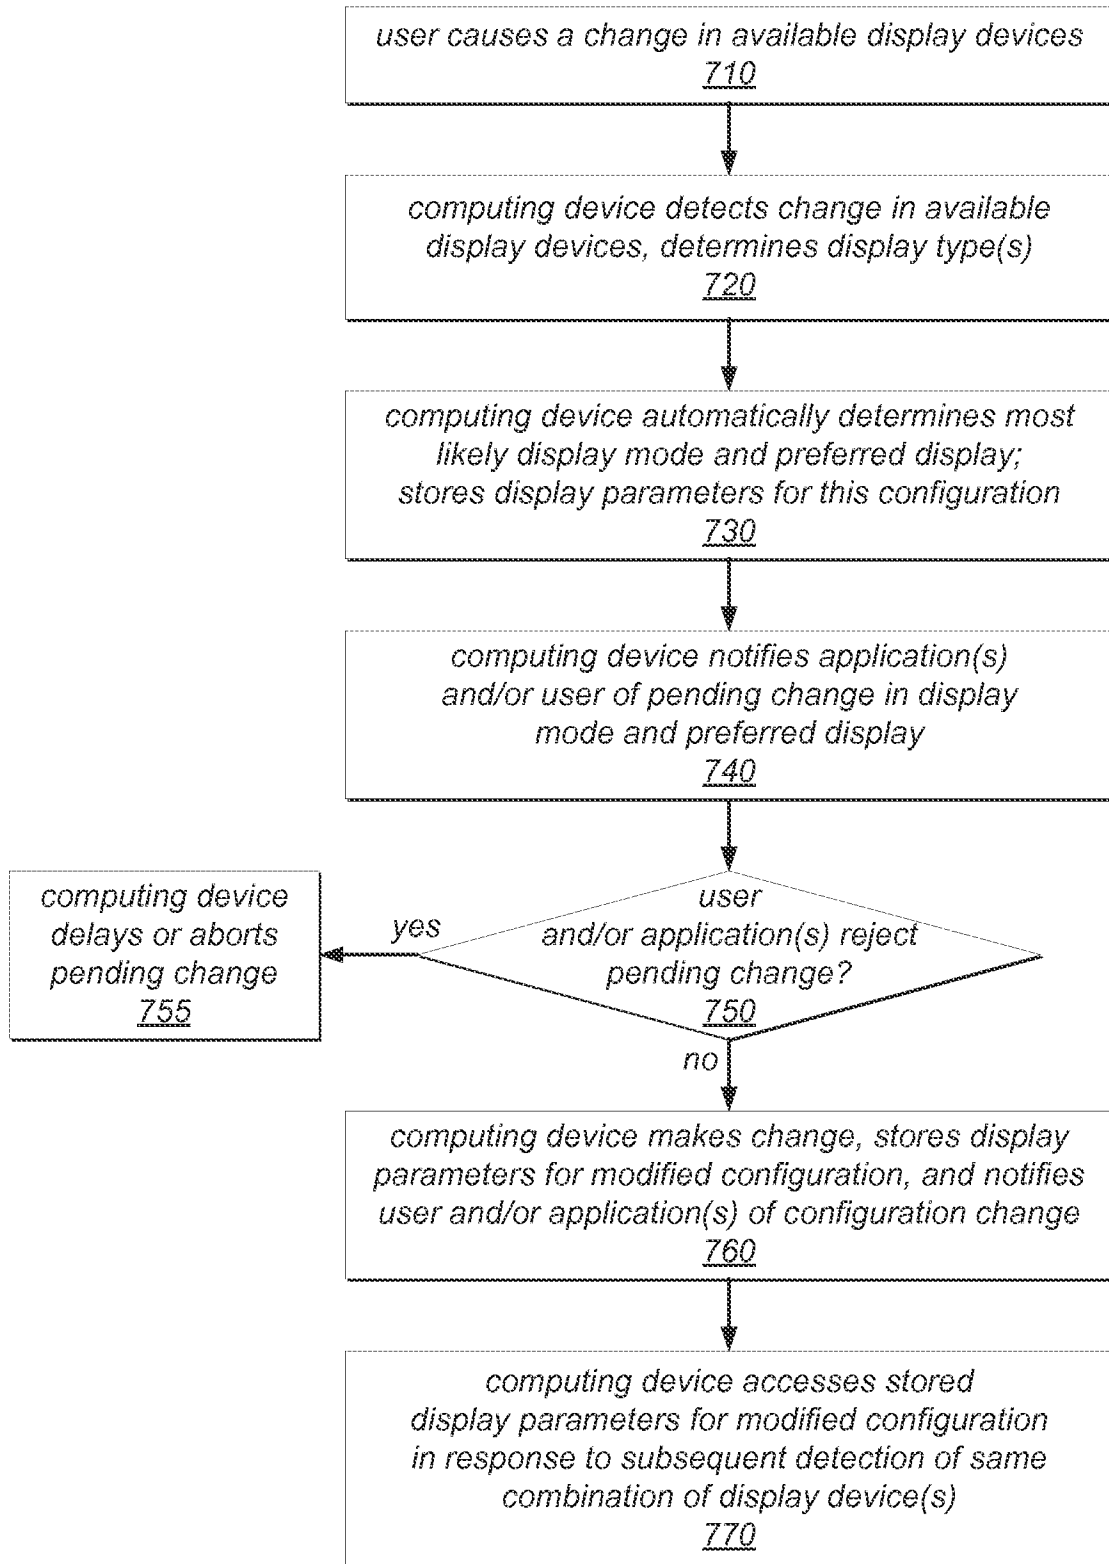 user causes a change in available display devices
710
computing device detects change in available
display devices, determines display type(s)
720
computing device automatically determines most
likely display mode and preferred display;
stores display parameters for this configuration
730
computing device notifies application(s)
and/or user of pending change in display
mode and preferred display
740
user
and/or application(s) reject
pending change?
750
yes
computing device
delays or aborts
pending change
755
no
computing device makes change, stores display
parameters for modified configuration, and notifies
user and/or application(s) of configuration change
760
computing device accesses stored
display parameters for modified configuration
in response to subsequent detection of same
combination of display device(s)
770